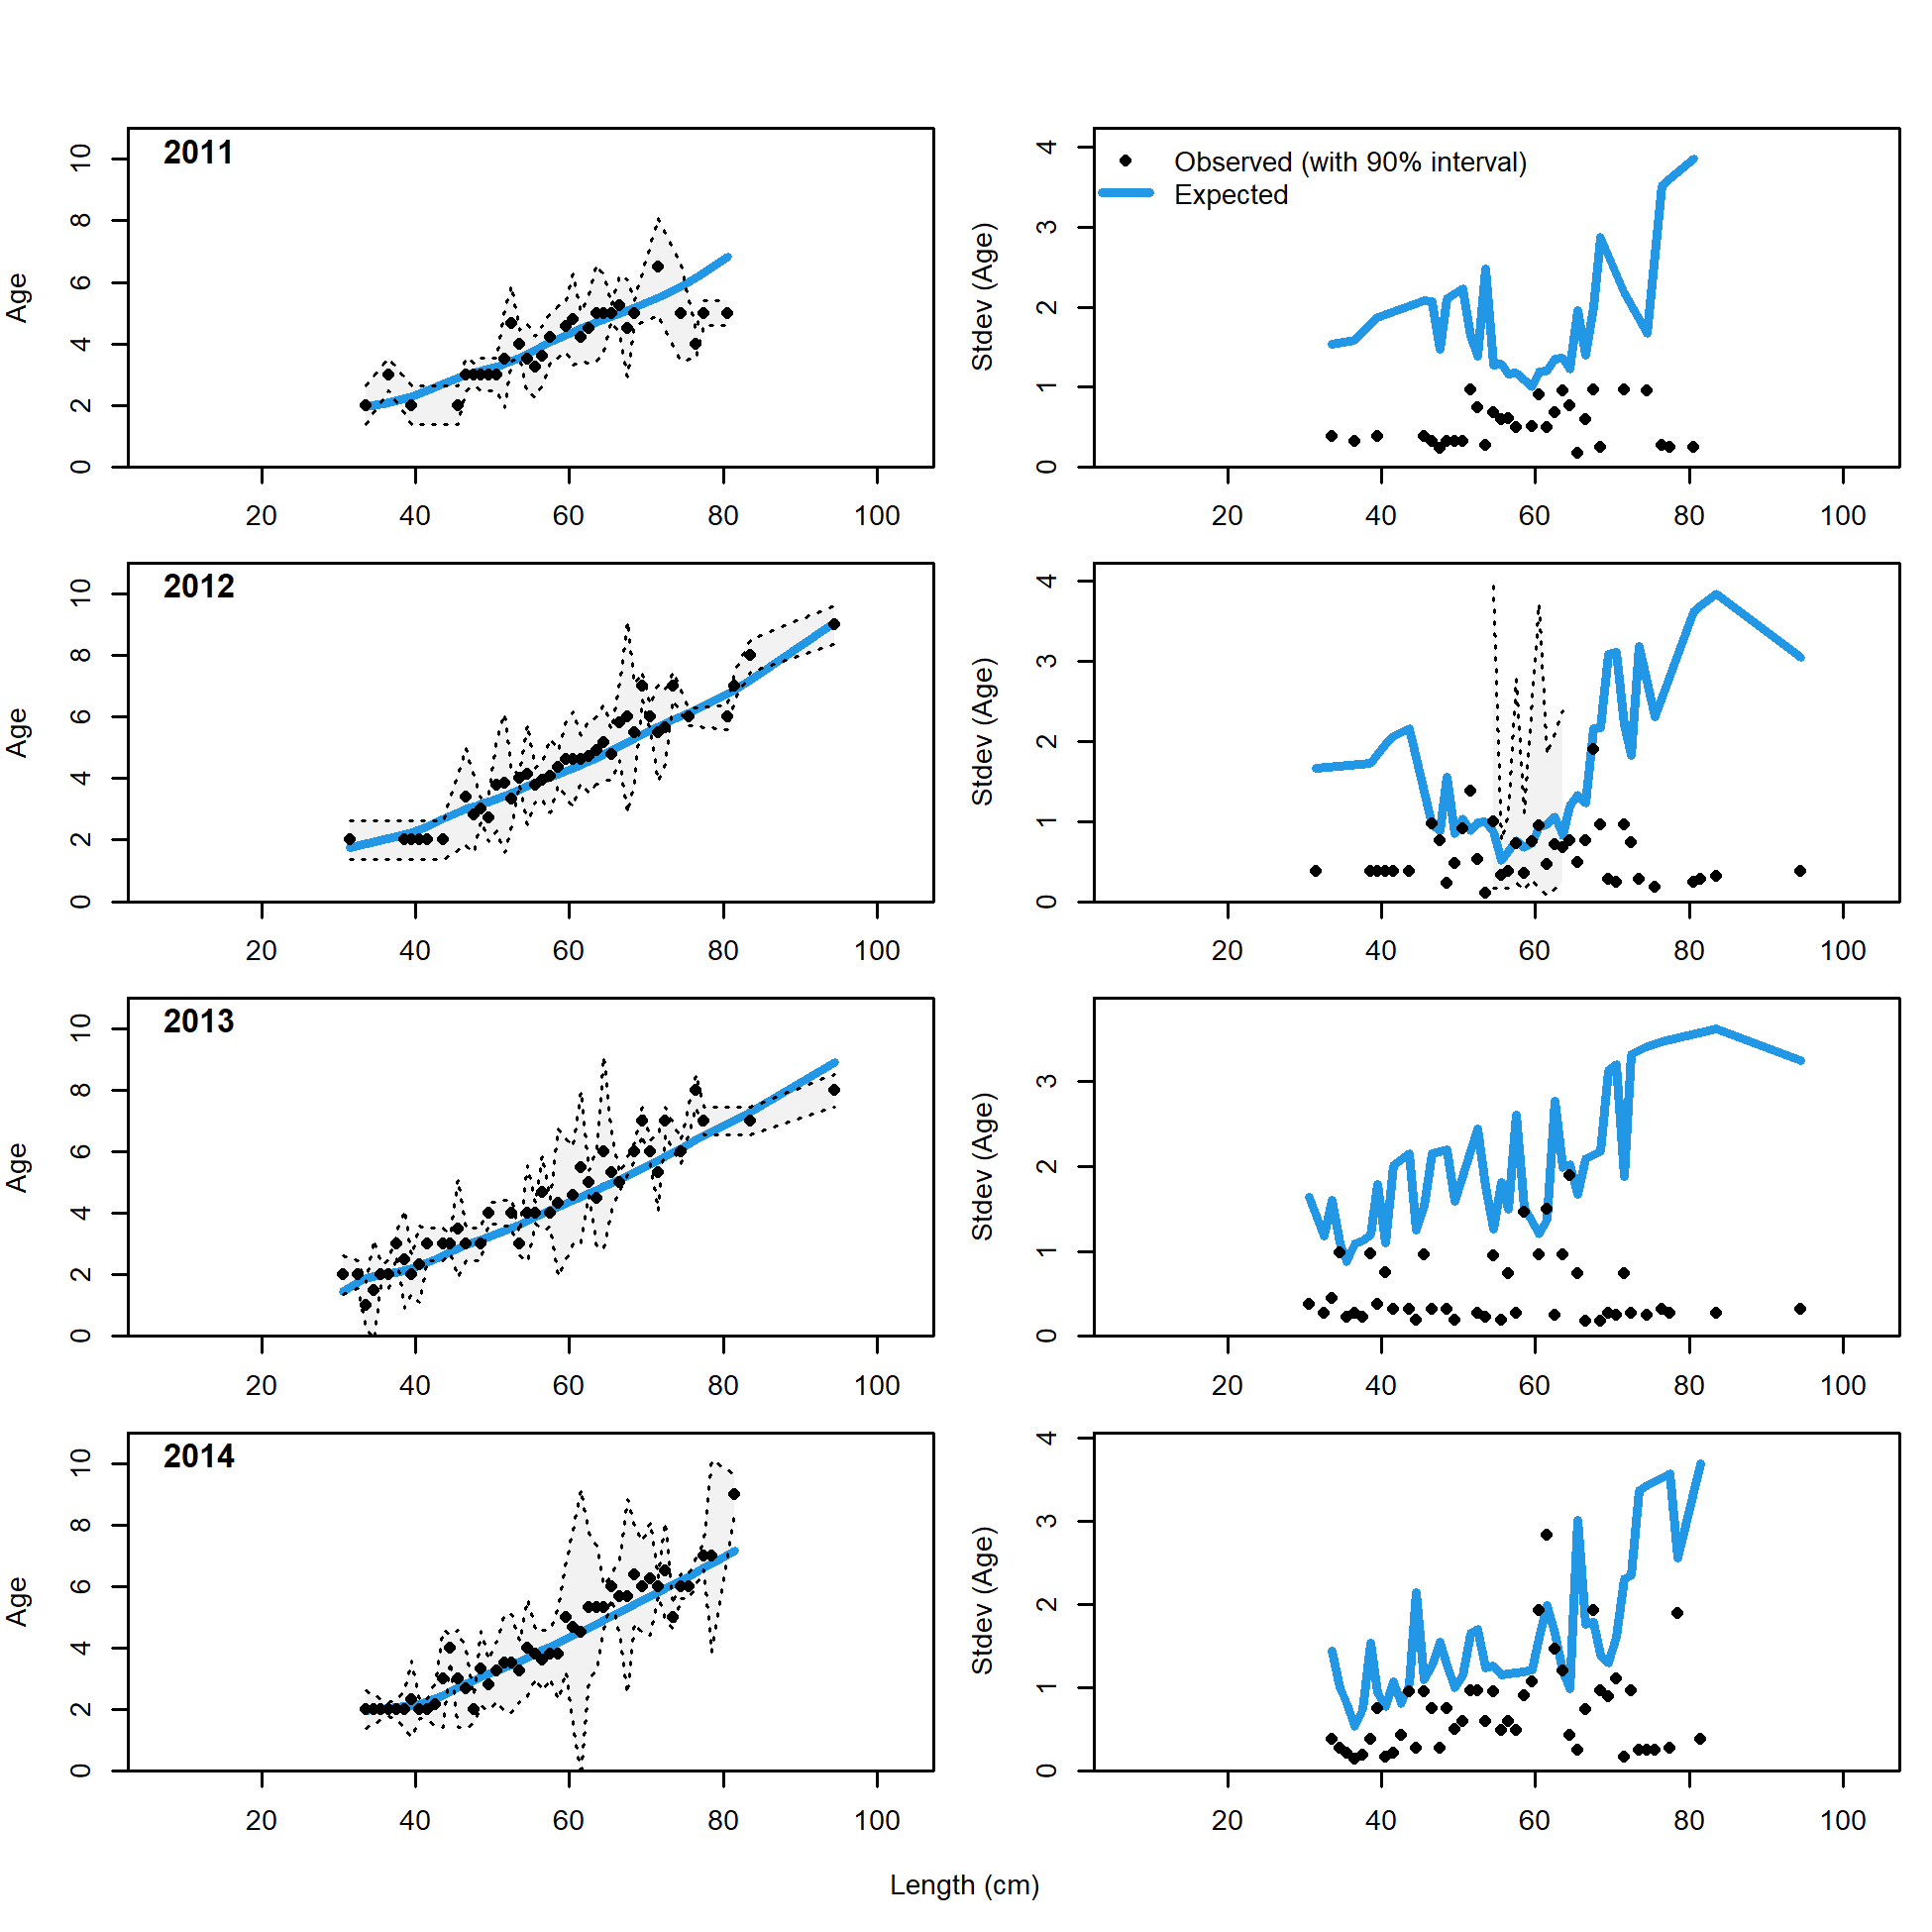 2011
Age
0 2 4 6 8 10
20 40 60 80 100
Observed (with 90% interval)
Expected
Stdev (Age)
0 1 2 3 4
20 40 60 80 100
2012
Age
0 2 4 6 8 10
20 40 60 80 100
Stdev (Age)
0 1 2 3 4
20 40 60 80 100
2013
Age
0 2 4 6 8 10
20 40 60 80 100
Stdev (Age)
0 1 2 3
20 40 60 80 100
2014
Age
0 2 4 6 8 10
20 40 60 80 100
Stdev (Age)
0 1 2 3 4
20 40 60 80 100
Length (cm)